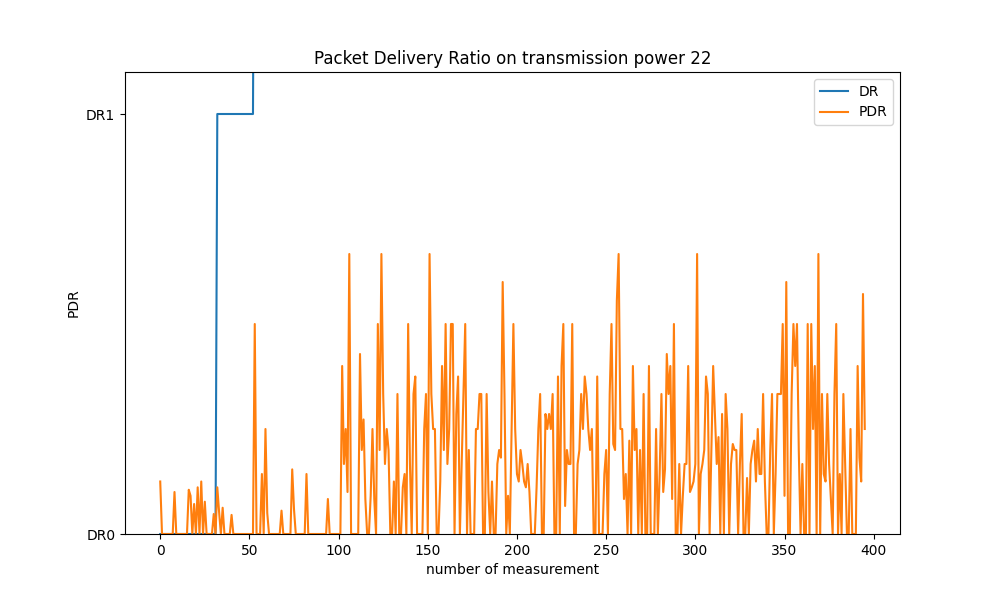 Packet Delivery Ratio on transmission power 22
DR
PDR
DR1
PDR
DR0
0 50 100 150 200 250 300 350 400
number of measurement